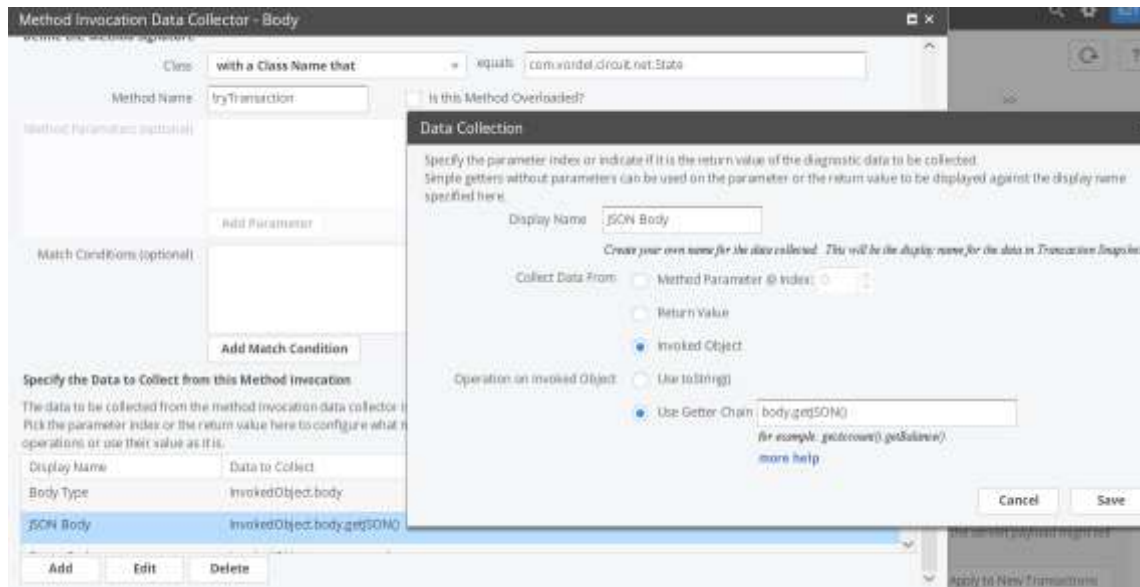 Method Invocation Data Collector - Body
Define the Method Signature
Class
with a Class Name that
equals
com.vordel.circuit.net.State
Method Name
tryTransaction
Is this Method Overloaded?
Method Parameters (optional)
Add Parameter
Match Conditions (optional)
Add Match Condition
Specify the Data to Collect from this Method Invocation
The data to be collected from the method invocation data collector i
Pick the parameter index or the return value here to configure what
operations or use their value as it is.
Display Name
Data to Collect
Body Type
InvokedObject.body
JSON Body
InvokedObject.body.getJSON()
Add
Edit
Delete
Data Collection
Specify the parameter index or indicate if it is the return value of the diagnostic data to be collected.
Simple getters without parameters can be used on the parameter or the return value to be displayed against the display name
specified here.
Display Name
JSON Body
Create your own name for the data collected. This will be the display name for the data in Transaction Snapshot
Collect Data From
Method Parameter @ Index:
0
Return Value
Invoked Object
Operation on Invoked Object
Use toString()
Use Getter Chain
body.getJSON()
for example, getAccount().getBalance()
more help
Cancel
Save
the servlet payload might ref
Apply to New Transactions